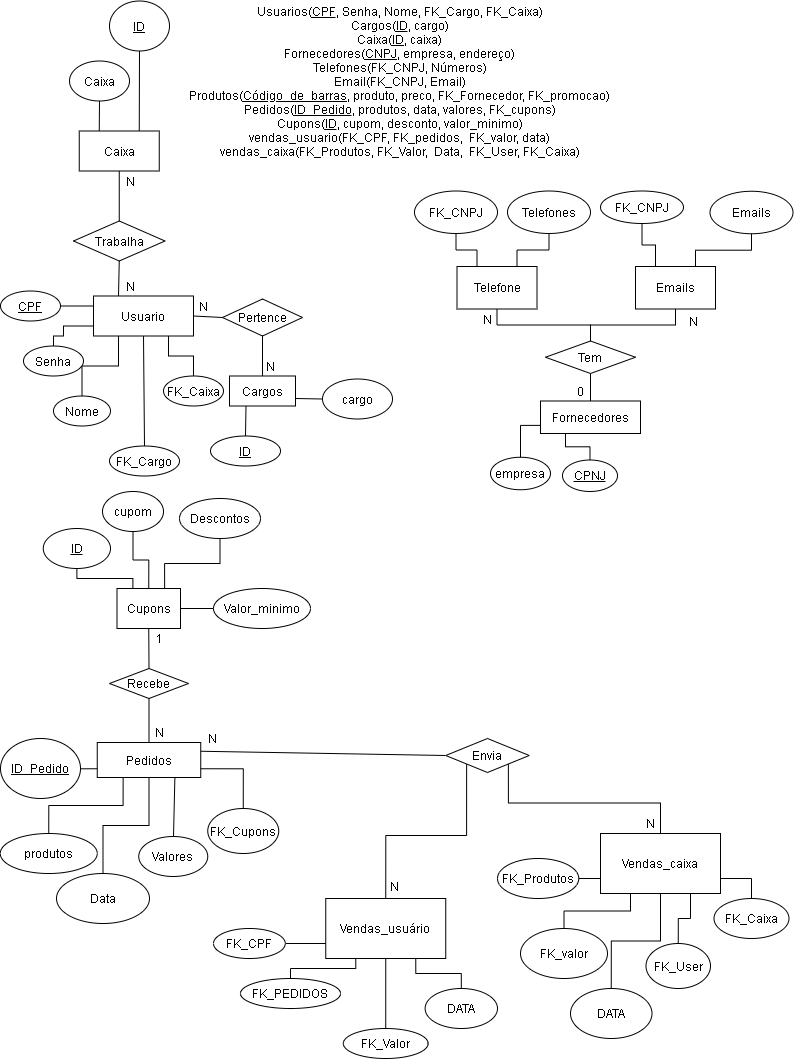 Usuarios(CPF, Senha, Nome, FK_Cargo, FK_Caixa)
Cargos(ID, cargo)
Caixa(ID, caixa)
Fornecedores(CNPJ, empresa, endereço)
Telefones(FK_CNPJ, Números)
Email(FK_CNPJ, Email)
Produtos(Código_de_barras, produto, preco, FK_Fornecedor, FK_promocao)
Pedidos(ID_Pedido, produtos, data, valores, FK_cupons)
Cupons(ID, cupom, desconto, valor_minimo)
vendas_usuario(FK_CPF, FK_pedidos, FK_valor, data)
vendas_caixa(FK_Produtos, FK_Valor, Data, FK_User, FK_Caixa)
ID
Caixa
Caixa
N
Trabalha
N
CPF
Usuario
N
Pertence
Senha
Nome
FK_Caixa
FK_Cargo
N
Cargos
cargo
ID
FK_CNPJ
Telefones
FK_CNPJ
Emails
Telefone
Emails
N
N
Tem
0
Fornecedores
empresa
CPNJ
cupom
Descontos
ID
Cupons
Valor_minimo
1
Recebe
N
N
Pedidos
Envia
ID_Pedido
produtos
Data
Valores
FK_Cupons
N
Vendas_caixa
FK_Produtos
FK_valor
DATA
FK_User
FK_Caixa
N
Vendas_usuário
FK_CPF
FK_PEDIDOS
FK_Valor
DATA